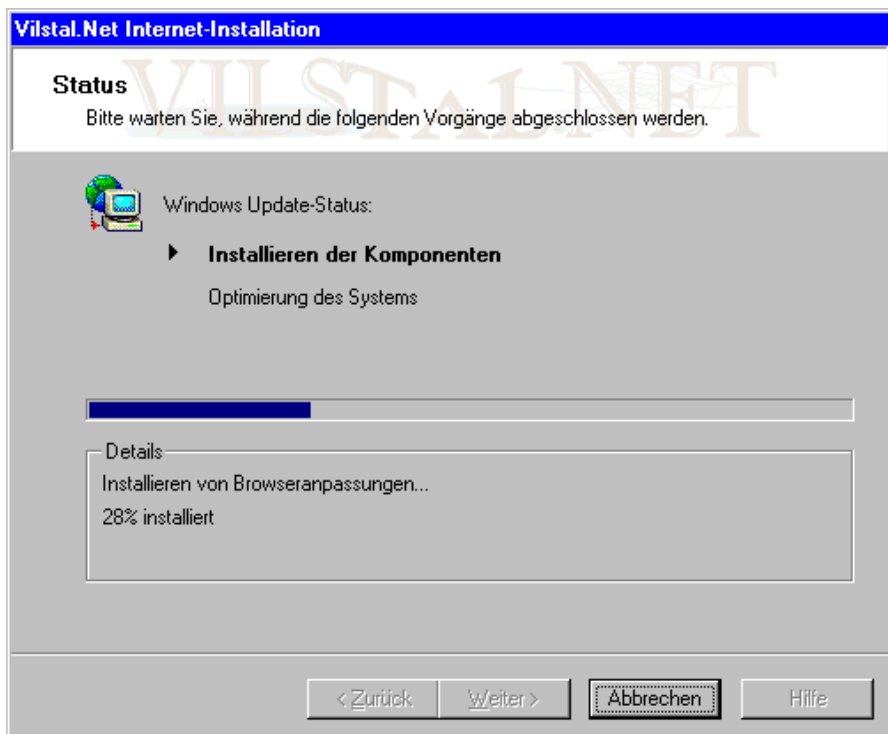 Vilstal.Net Internet-Installation
VILSTALNET
Status
Bitte warten Sie, während die folgenden Vorgänge abgeschlossen werden.
Windows Update-Status:
Installieren der Komponenten
Optimierung des Systems
Details
Installieren von Browseranpassungen...
28% installiert
< Zurück
Weiter >
Abbrechen
Hilfe